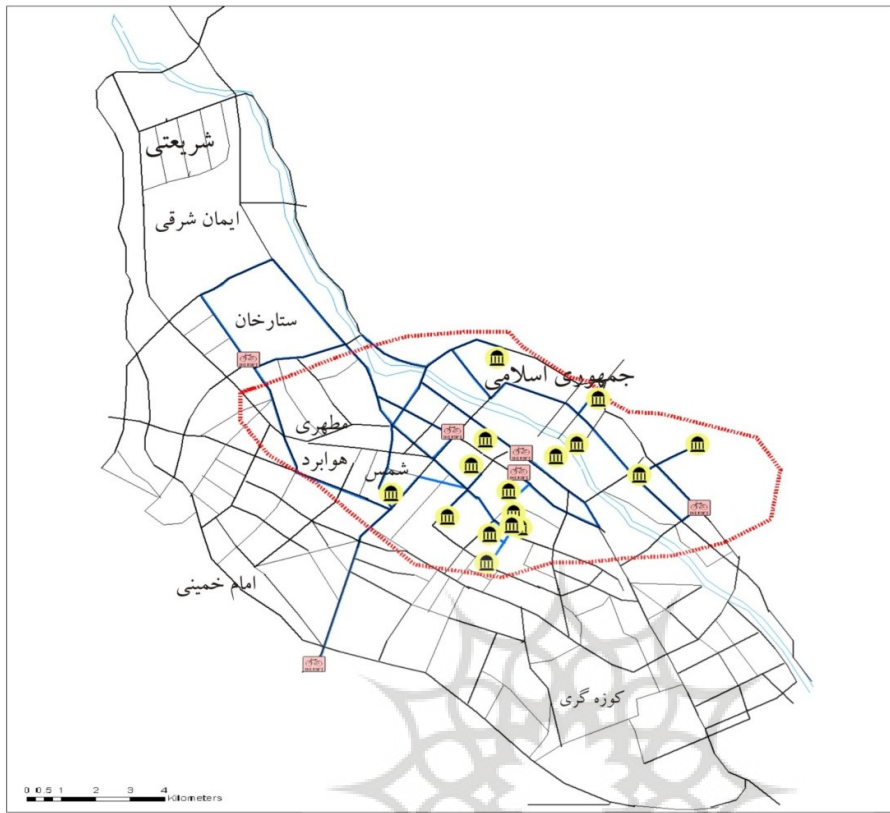 شریعتی
ایمان شرقی
ستارخان
جمهوری اسلامی
مطهری
هوابرد
شمس
امام خمینی
کوزه گری
0 0.5 1 2 3 4
Kilometers